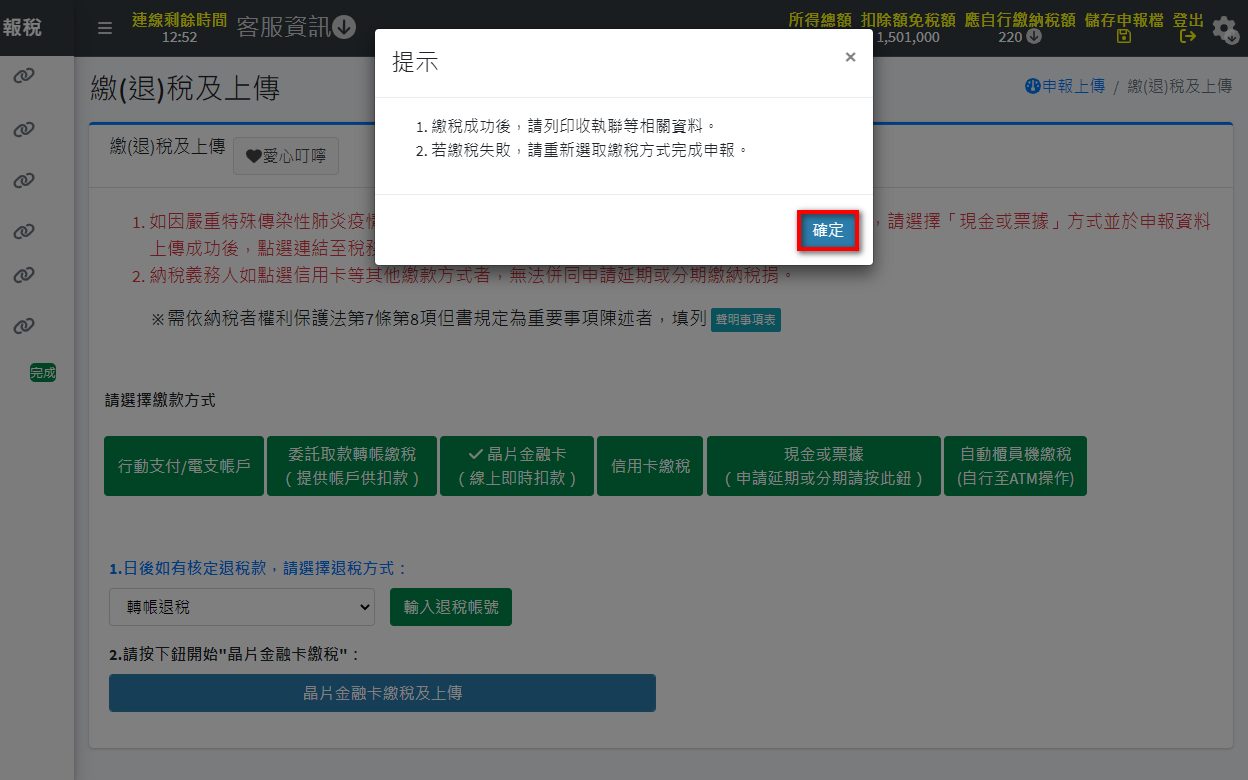 報稅
連線剩餘時間
12:52
客服資訊
所得總額
扣除額免稅額
1,501,000
應自行繳納稅額
220
儲存申報檔
登出
繳(退)稅及上傳
申報上傳 / 繳(退)稅及上傳
提示
×
1. 繳稅成功後，請列印收執聯等相關資料。
2. 若繳稅失敗，請重新選取繳稅方式完成申報。
確定
繳(退)稅及上傳
愛心叮嚀
1. 如因嚴重特殊傳染性肺炎疫情
，請選擇「現金或票據」方式並於申報資料
上傳成功後，點選連結至稅務
2. 納稅義務人如點選信用卡等其他繳款方式者，無法併同申請延期或分期繳納稅捐。
※需依納稅者權利保護法第7條第8項但書規定為重要事項陳述者，填列 聲明事項表
完成
請選擇繳款方式
行動支付/電支帳戶
委託取款轉帳繳稅
（提供帳戶供扣款）
晶片金融卡
（線上即時扣款）
信用卡繳稅
現金或票據
（申請延期或分期請按此鈕）
自動櫃員機繳稅
(自行至ATM操作)
1.日後如有核定退稅款，請選擇退稅方式：
轉帳退稅
輸入退稅帳號
2.請按下鈕開始"晶片金融卡繳稅"：
晶片金融卡繳稅及上傳